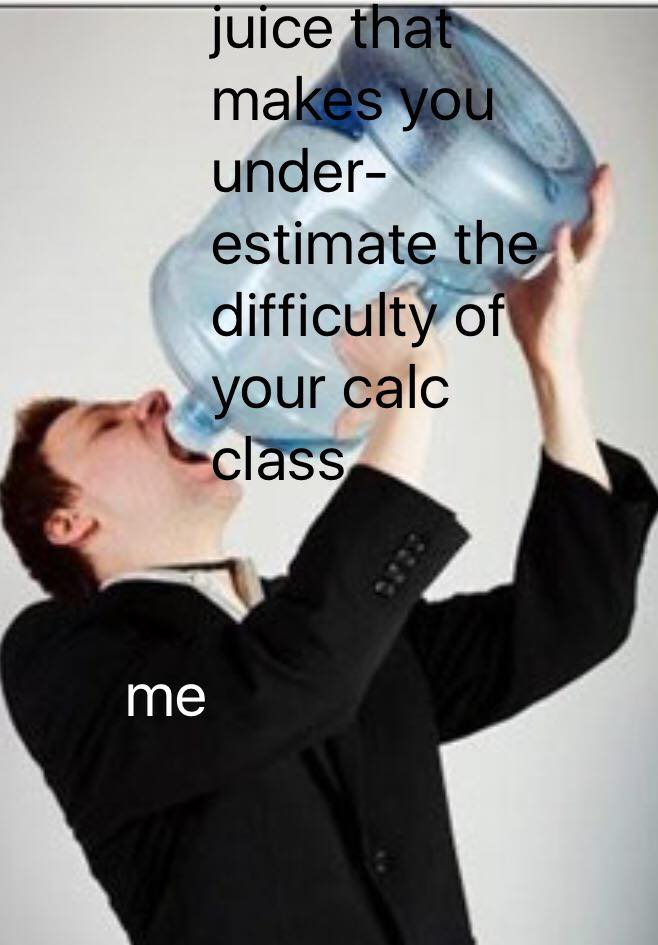 juice that
makes you
under-
estimate the
difficulty of
your calc
class
me